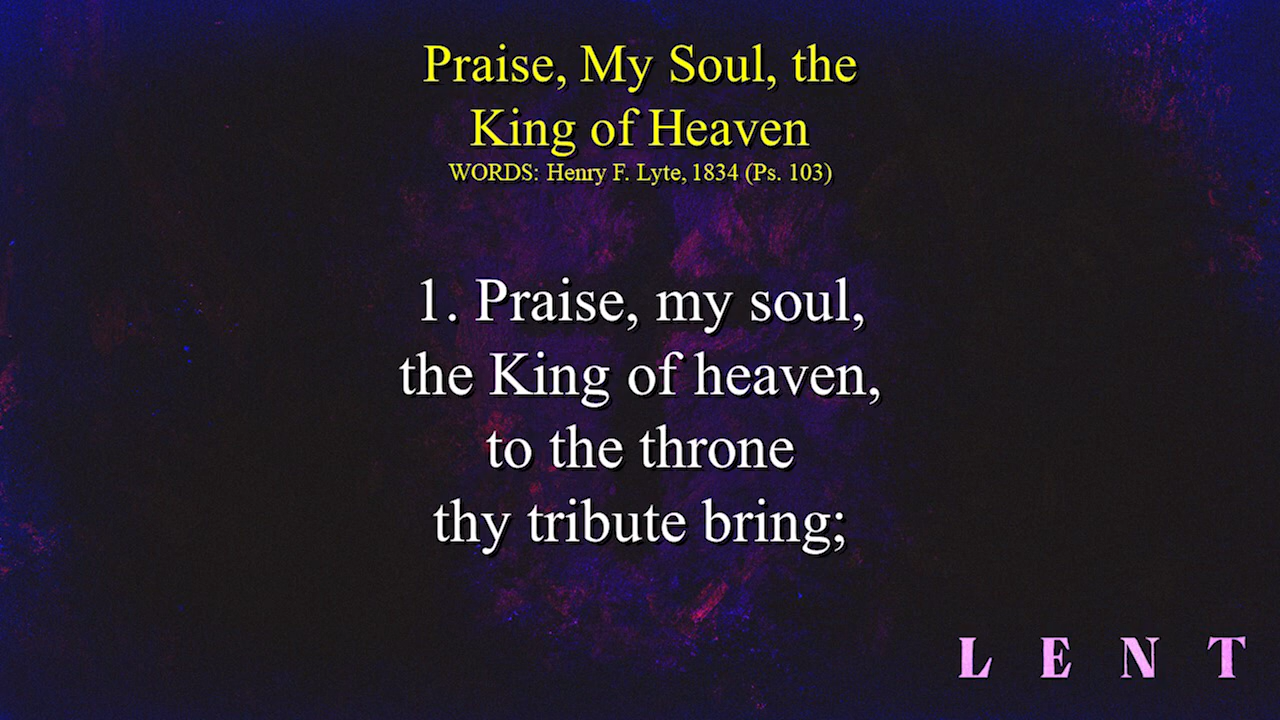 Praise, My Soul, the
King of Heaven
WORDS: Henry F. Lyte, 1834 (Ps. 103)
1. Praise, my soul,
the King of heaven,
to the throne
thy tribute bring;
LENT